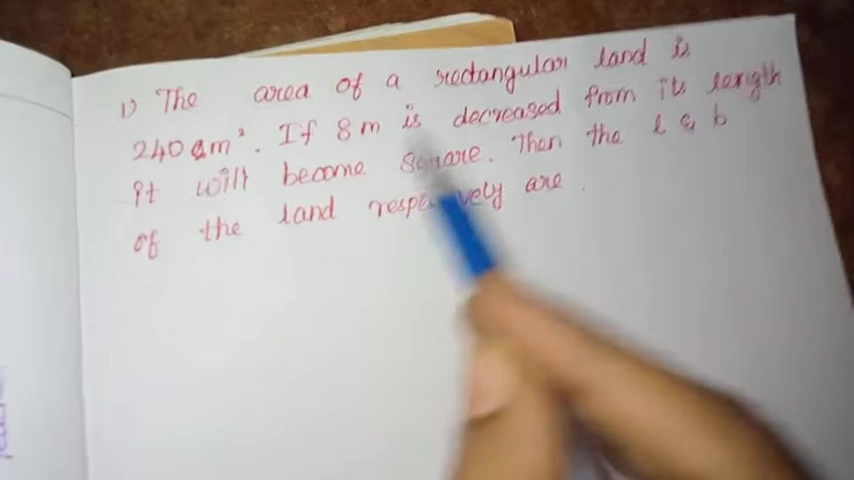 1) The area of a rectangular land is
240 m². If 8 m is decreased from its length
it will become square. Then the l & b
of the land respectively are.